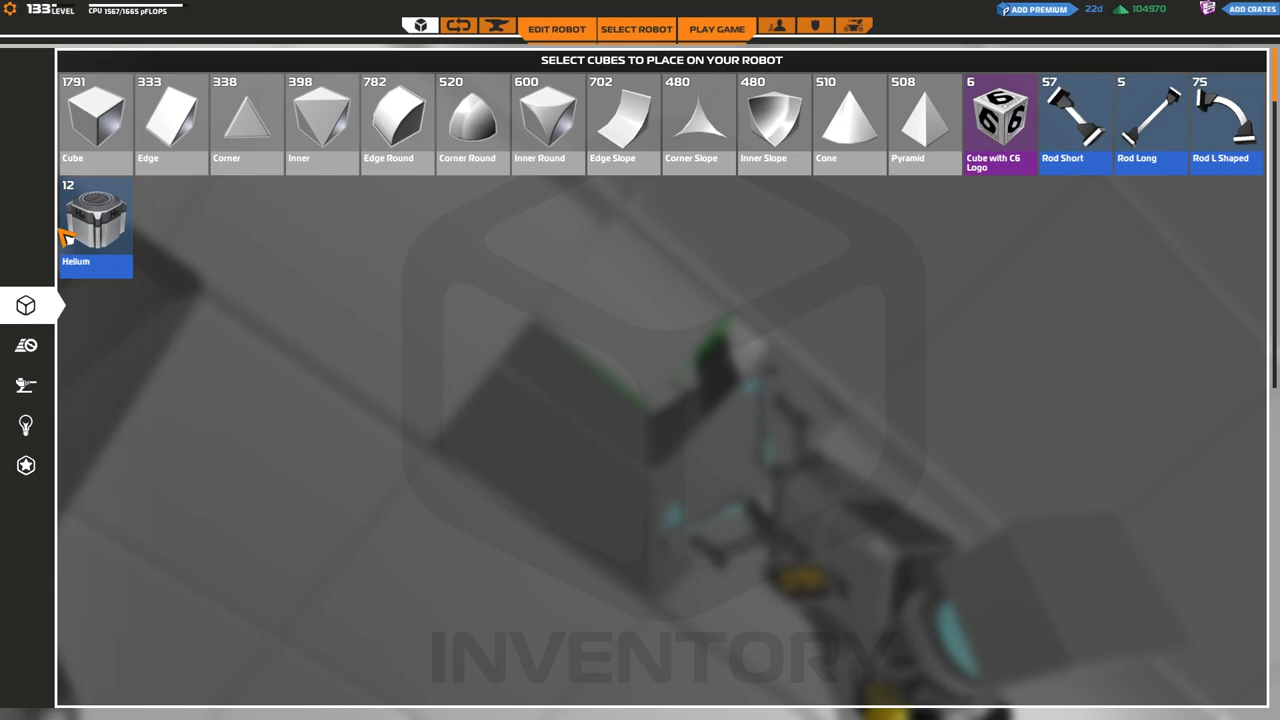 133 LEVEL CPU 1567/1665 pFLOPS ADD PREMIUM 22d 104970 ADD CRATES
EDIT ROBOT SELECT ROBOT PLAY GAME
SELECT CUBES TO PLACE ON YOUR ROBOT
1791 333 338 398 782 520 600 702 480 480 510 508 6 57 5 75
6 6 6
Cube Edge Corner Inner Edge Round Corner Round Inner Round Edge Slope Corner Slope Inner Slope Cone Pyramid Cube with C6 Rod Short Rod Long Rod L Shaped
Logo
12
Helium
INVENTORY